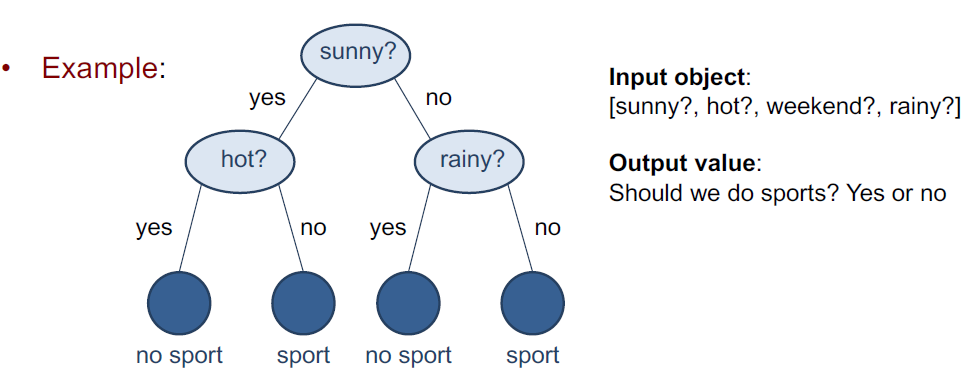 • Example:
sunny?
yes
no
hot?
rainy?
yes
no
yes
no
no sport
sport
no sport
sport
Input object:
[sunny?, hot?, weekend?, rainy?]
Output value:
Should we do sports? Yes or no